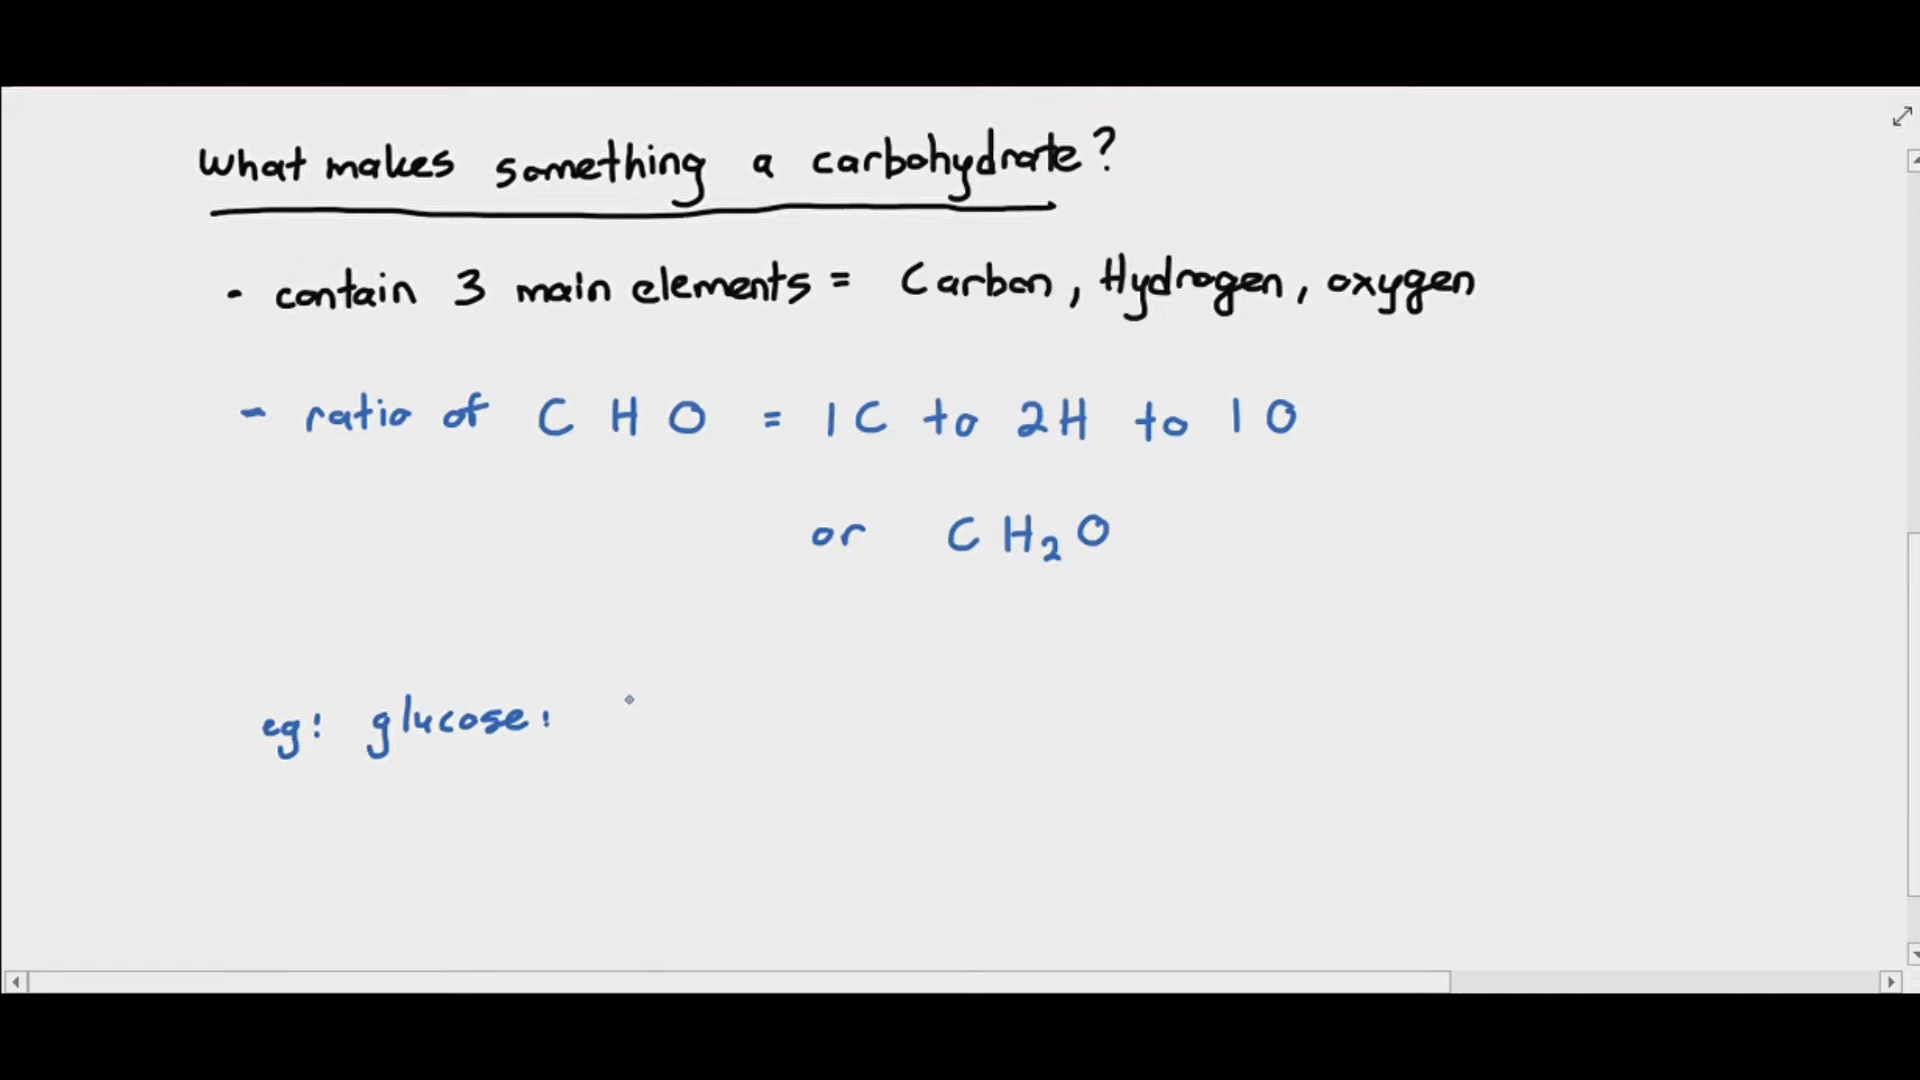 What makes something a carbohydrate?
- contain 3 main elements = Carbon, Hydrogen, oxygen
- ratio of C H O = 1C to 2H to 1O
or CH₂O
eg: glucose: